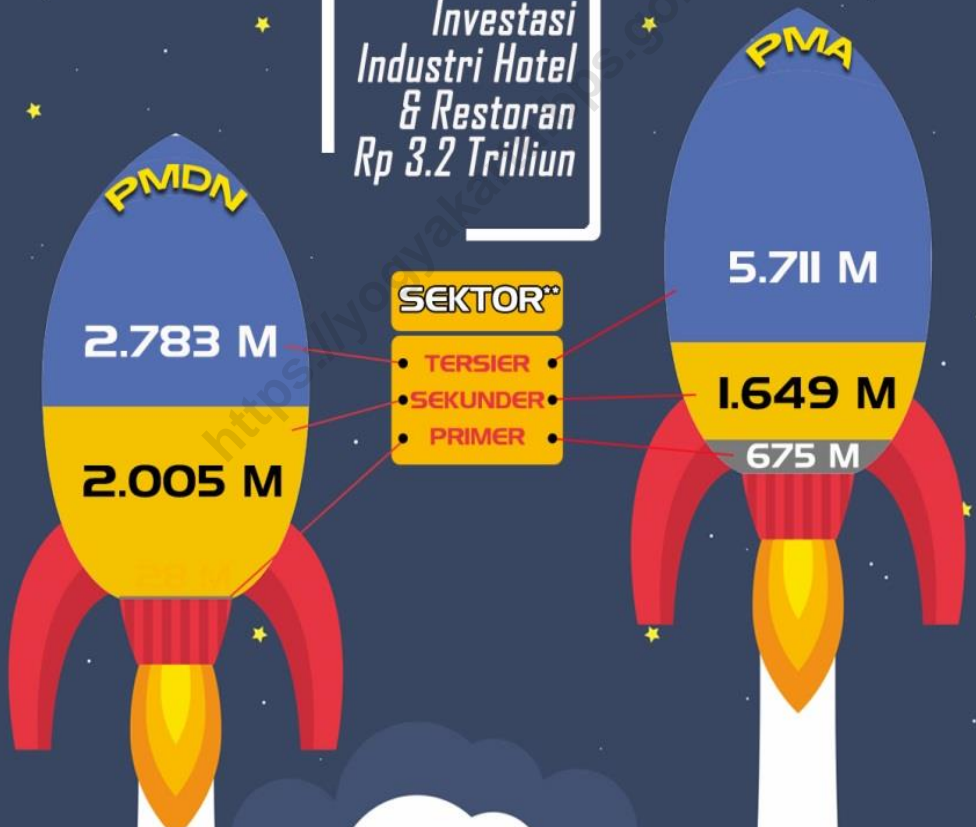 Investasi
Industri Hotel
& Restoran
Rp 3.2 Trilliun
PMDN
2.783 M
2.005 M
28 M
SEKTOR**
TERSIER
SEKUNDER
PRIMER
PMA
5.711 M
1.649 M
675 M